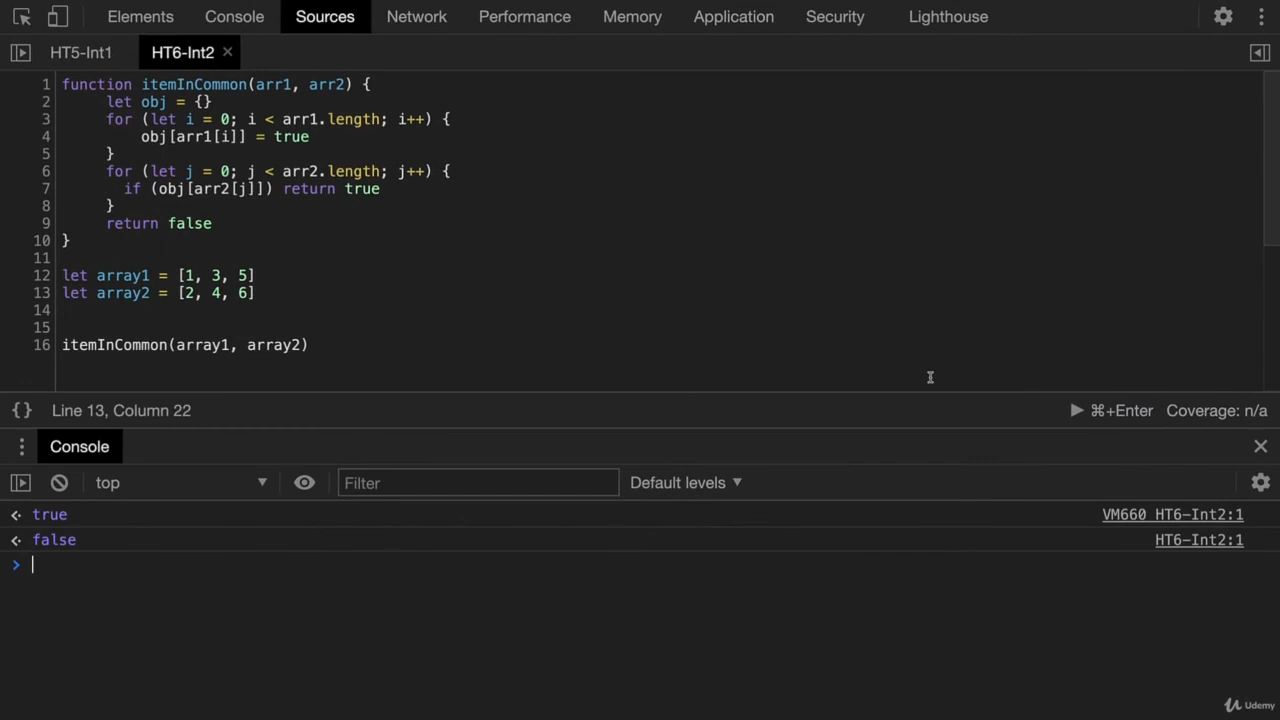 Elements Console Sources Network Performance Memory Application Security Lighthouse
HT5-Int1 HT6-Int2 ×
1 function itemInCommon(arr1, arr2) {
2 let obj = {}
3 for (let i = 0; i < arr1.length; i++) {
4 obj[arr1[i]] = true
5 }
6 for (let j = 0; j < arr2.length; j++) {
7 if (obj[arr2[j]]) return true
8 }
9 return false
10 }
11
12 let array1 = [1, 3, 5]
13 let array2 = [2, 4, 6]
14
15
16 itemInCommon(array1, array2)
{} Line 13, Column 22 ⌘+Enter Coverage: n/a
Console
top Filter Default levels
true VM660 HT6-Int2:1
false HT6-Int2:1
>
Udemy